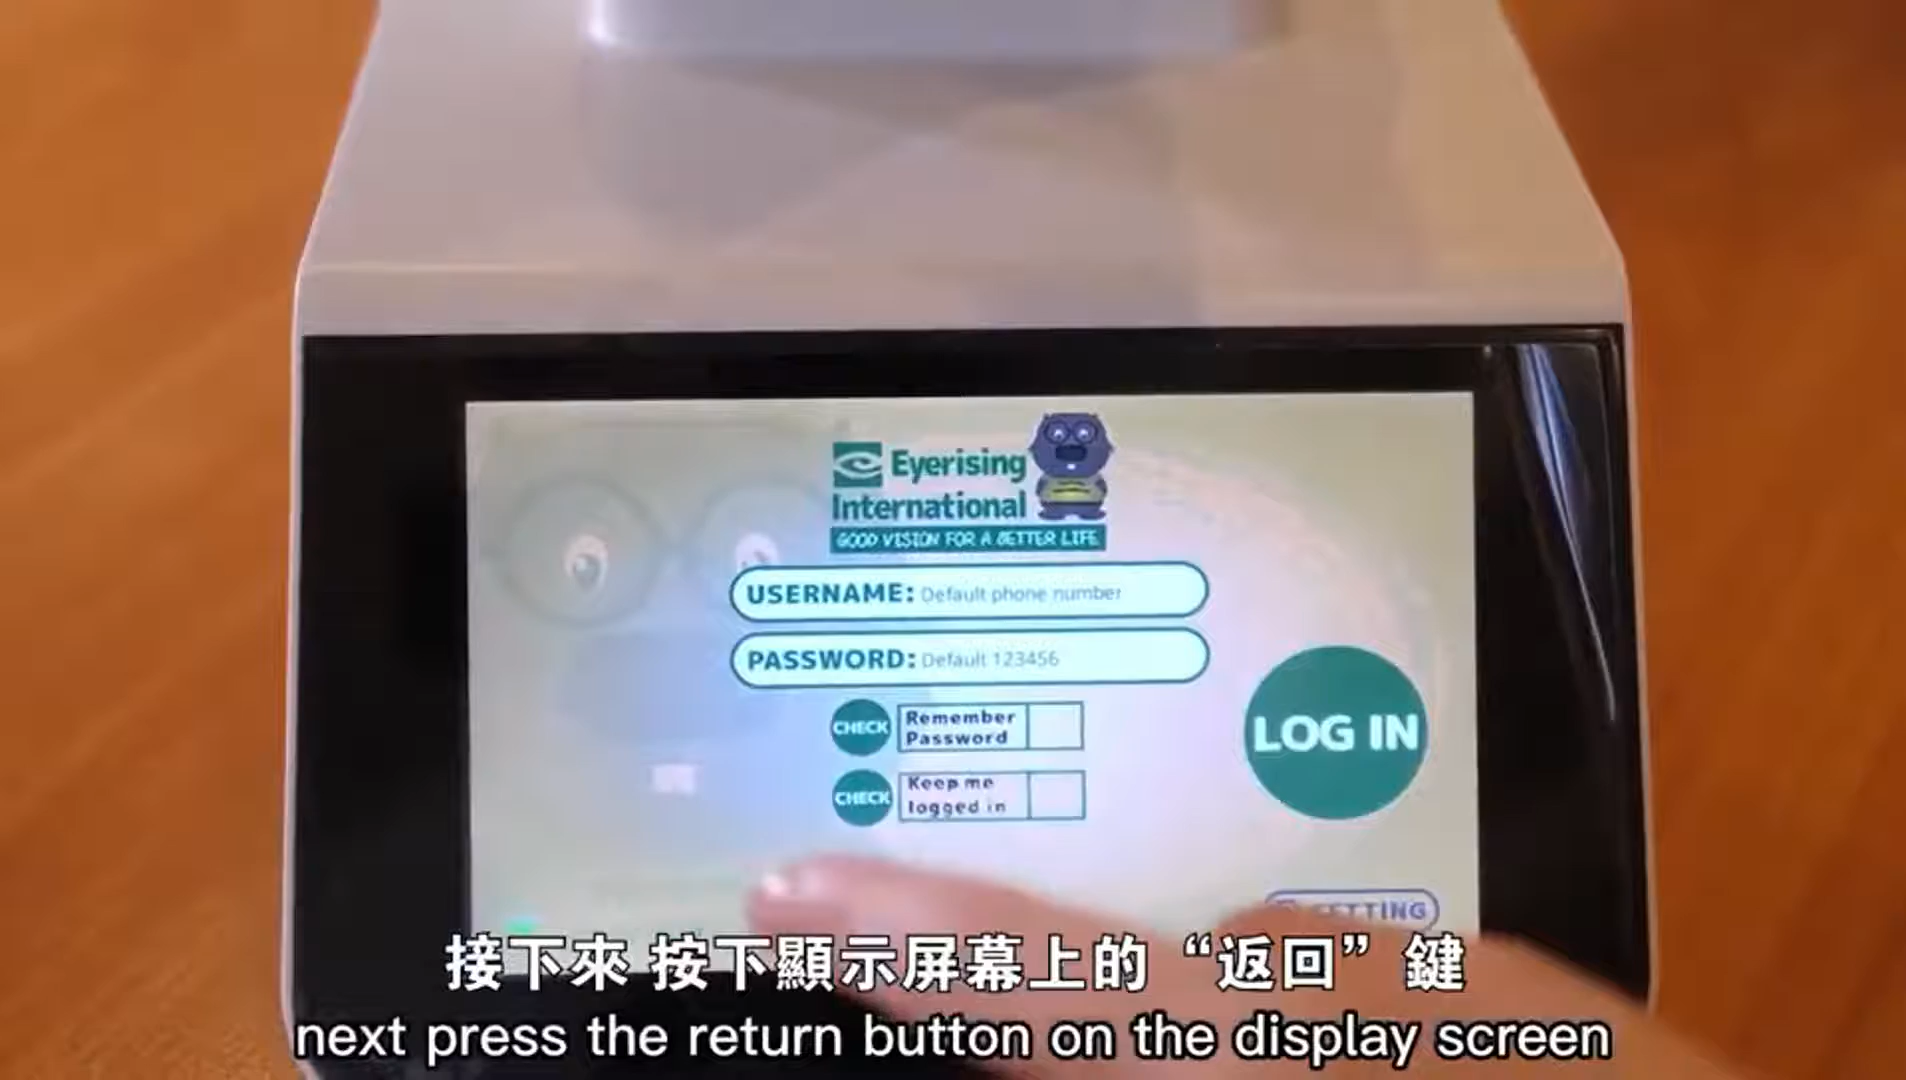 Eyerising
International
GOOD VISION FOR A BETTER LIFE
USERNAME: Default phone number
PASSWORD: Default 123456
CHECK Remember Password
CHECK Keep me logged in
LOG IN
SETTING
接下來 按下顯示屏幕上的“返回”鍵
next press the return button on the display screen